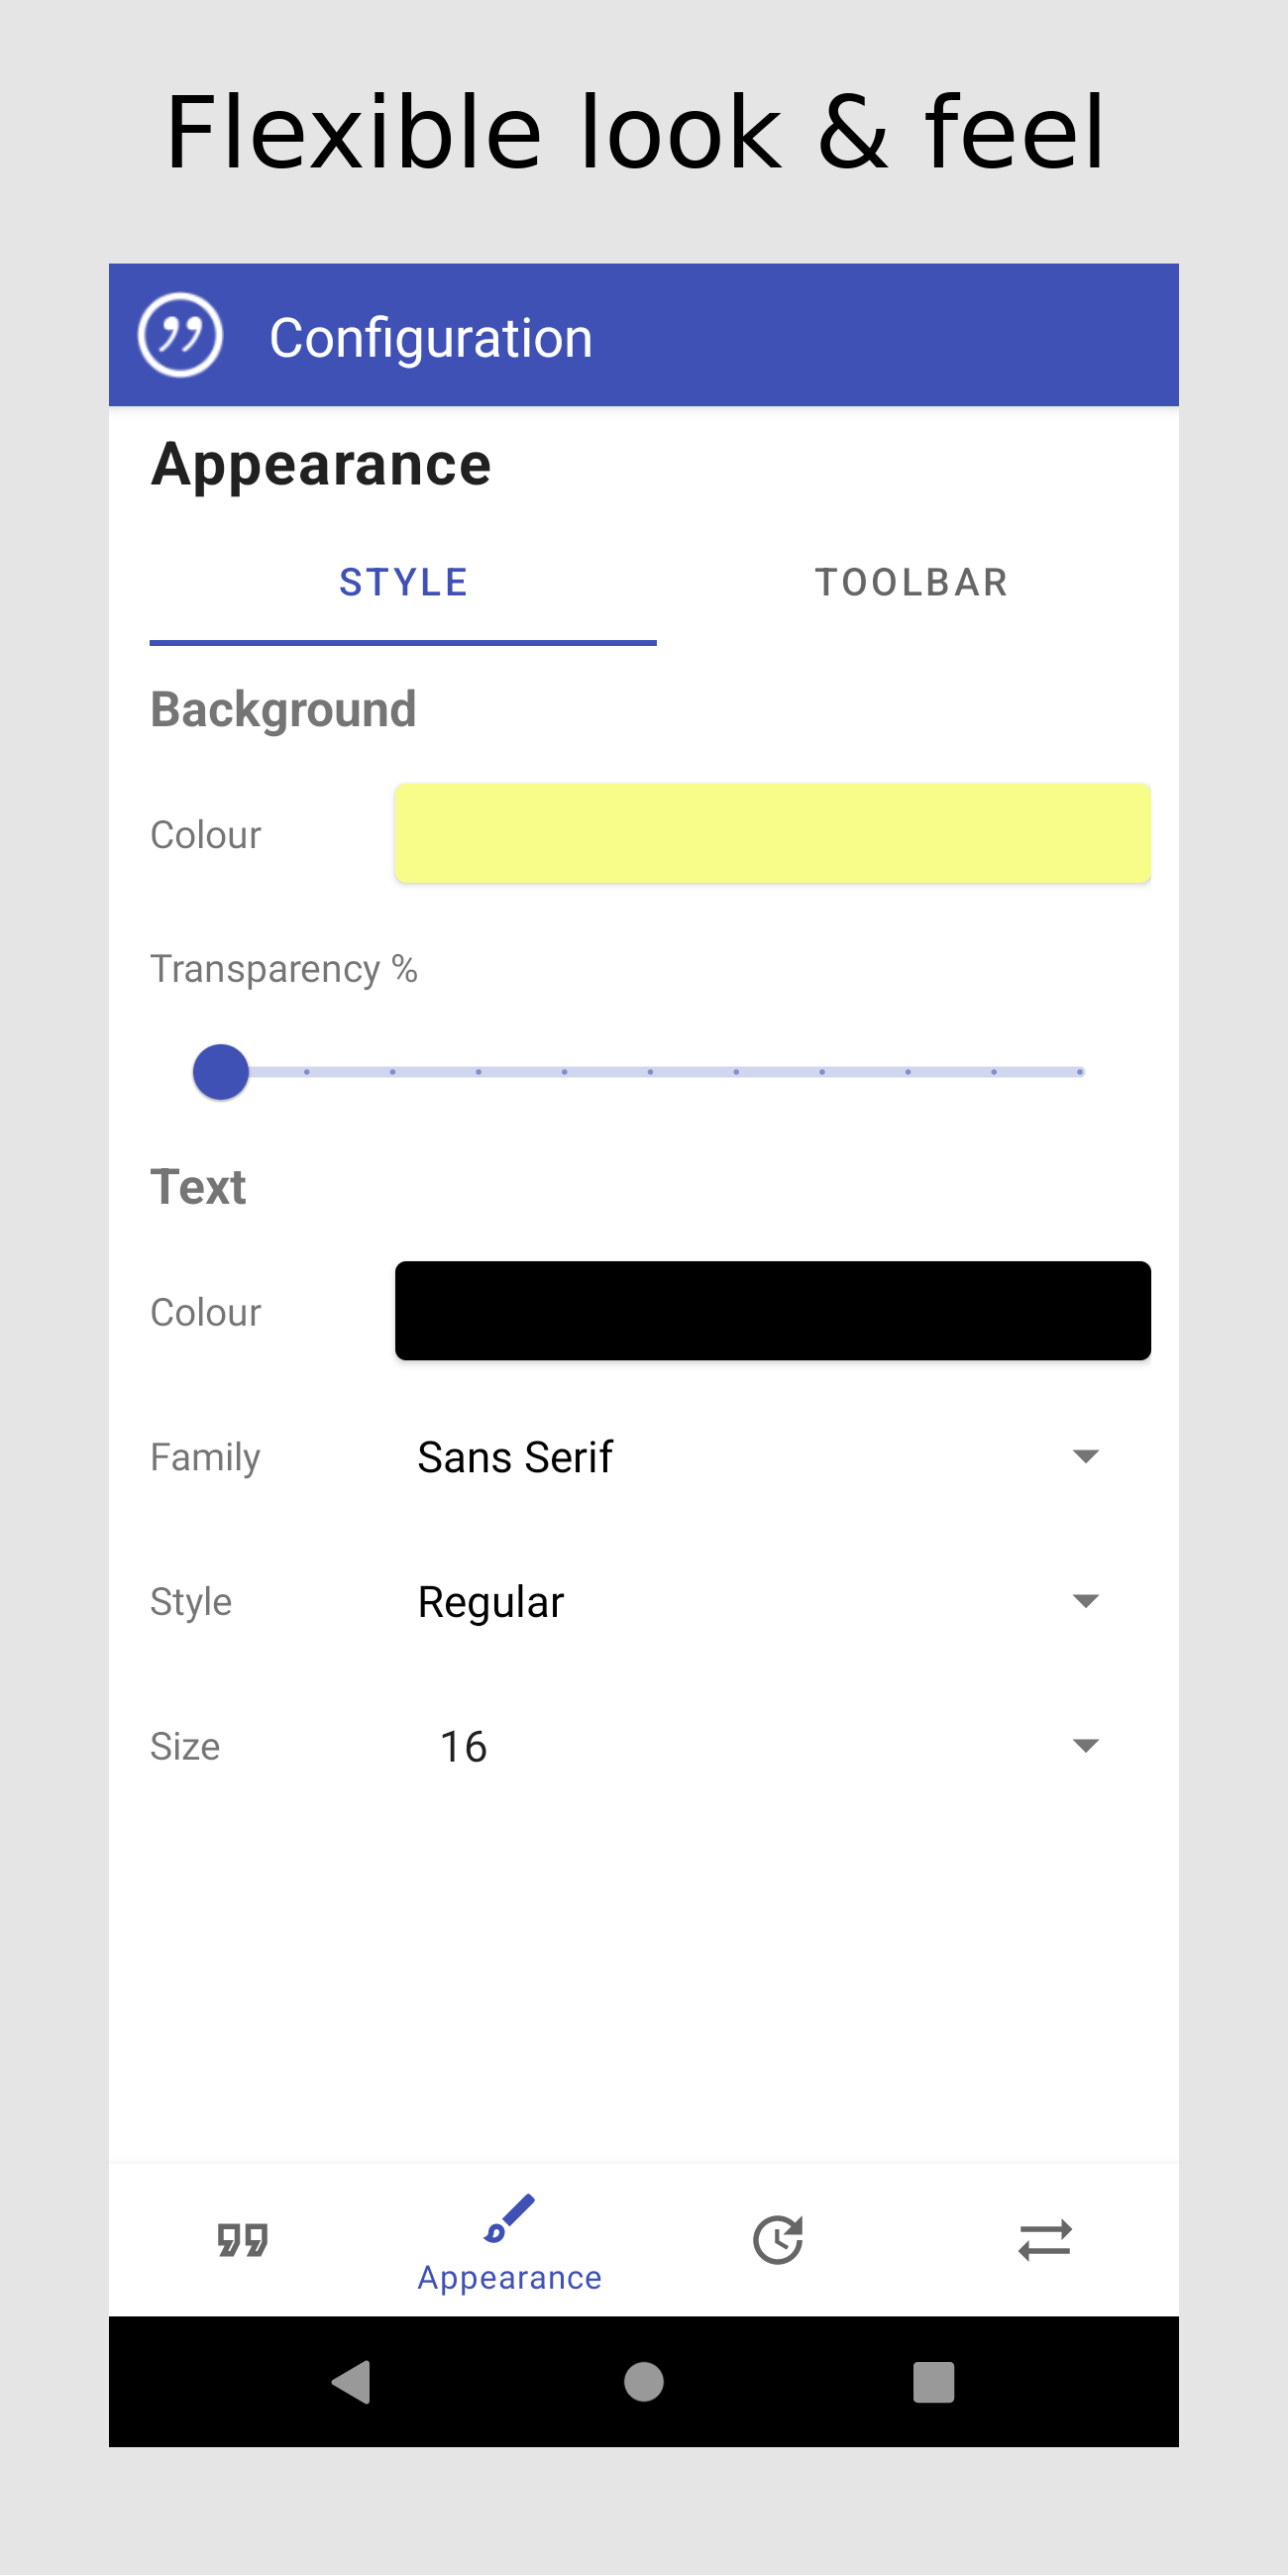 Flexible look & feel
Configuration
Appearance
STYLE TOOLBAR
Background
Colour
Transparency %
Text
Colour
Family Sans Serif
Style Regular
Size 16
Appearance